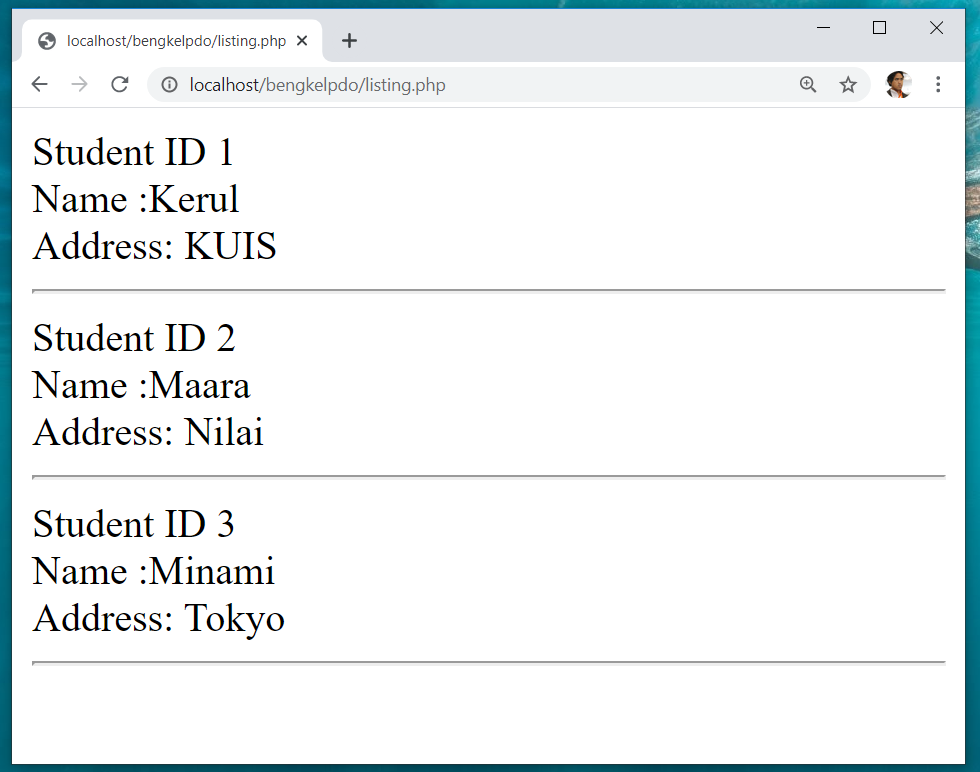 localhost/bengkelpdo/listing.php
localhost/bengkelpdo/listing.php
Student ID 1
Name :Kerul
Address: KUIS
Student ID 2
Name :Maara
Address: Nilai
Student ID 3
Name :Minami
Address: Tokyo